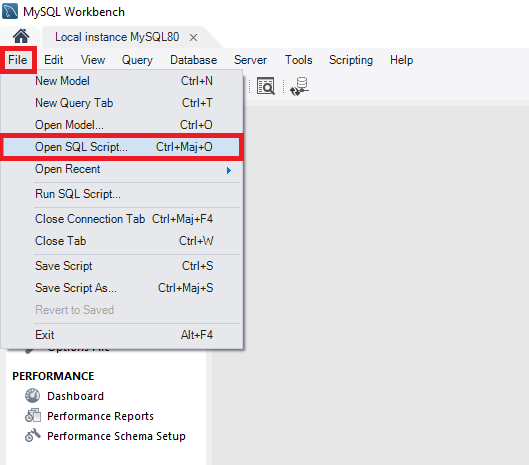 MySQL Workbench
Local instance MySQL80 ×
File Edit View Query Database Server Tools Scripting Help
New Model Ctrl+N
New Query Tab Ctrl+T
Open Model... Ctrl+O
Open SQL Script... Ctrl+Maj+O
Open Recent
Run SQL Script...
Close Connection Tab Ctrl+Maj+F4
Close Tab Ctrl+W
Save Script Ctrl+S
Save Script As... Ctrl+Maj+S
Revert to Saved
Exit Alt+F4
Options File
PERFORMANCE
Dashboard
Performance Reports
Performance Schema Setup